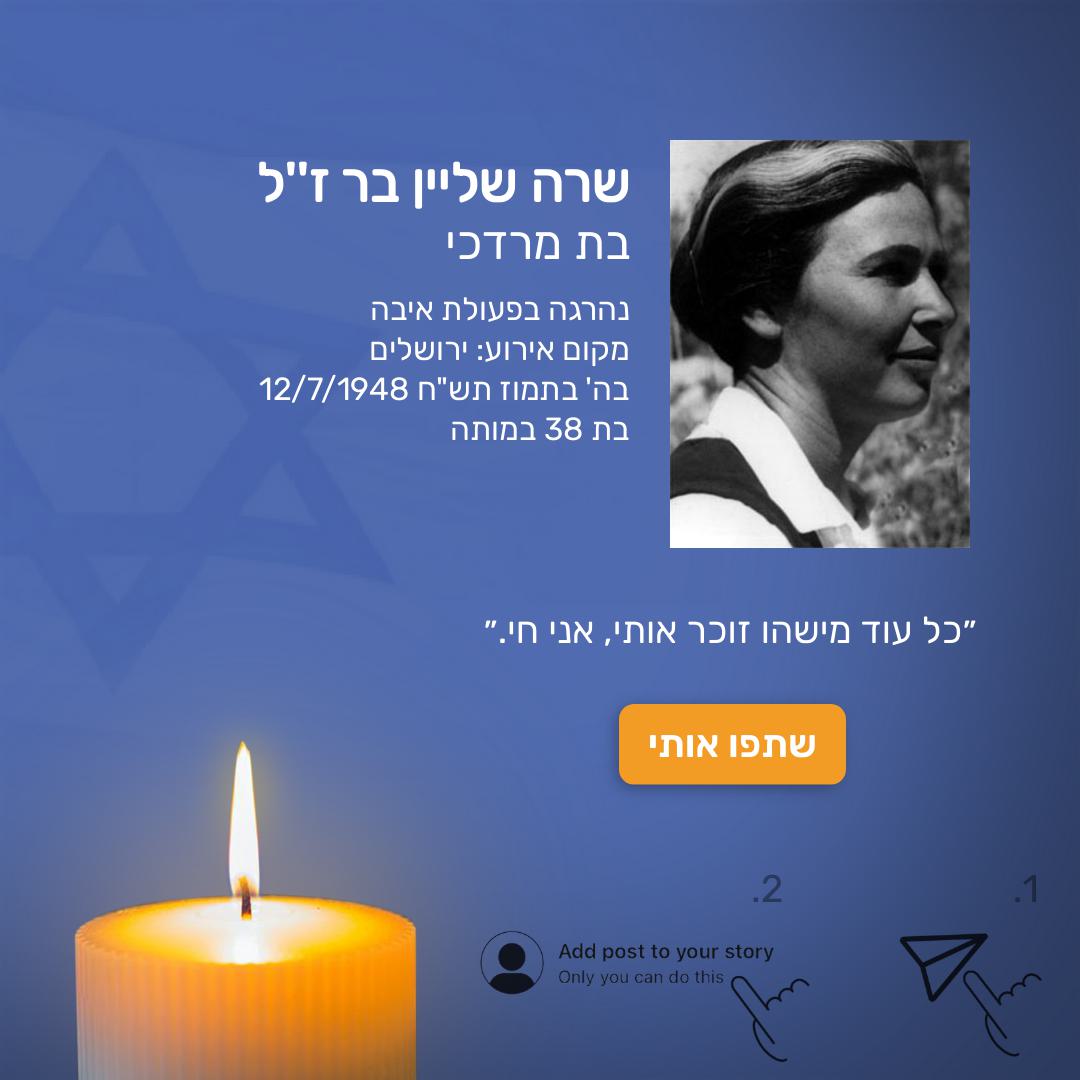 שרה שליין בר ז"ל
בת מרדכי
נהרגה בפעולת איבה
מקום אירוע: ירושלים
בה' בתמוז תש"ח 12/7/1948
בת 38 במותה
״כל עוד מישהו זוכר אותי, אני חי.״
שתפו אותי
1.
2.
Add post to your story
Only you can do this